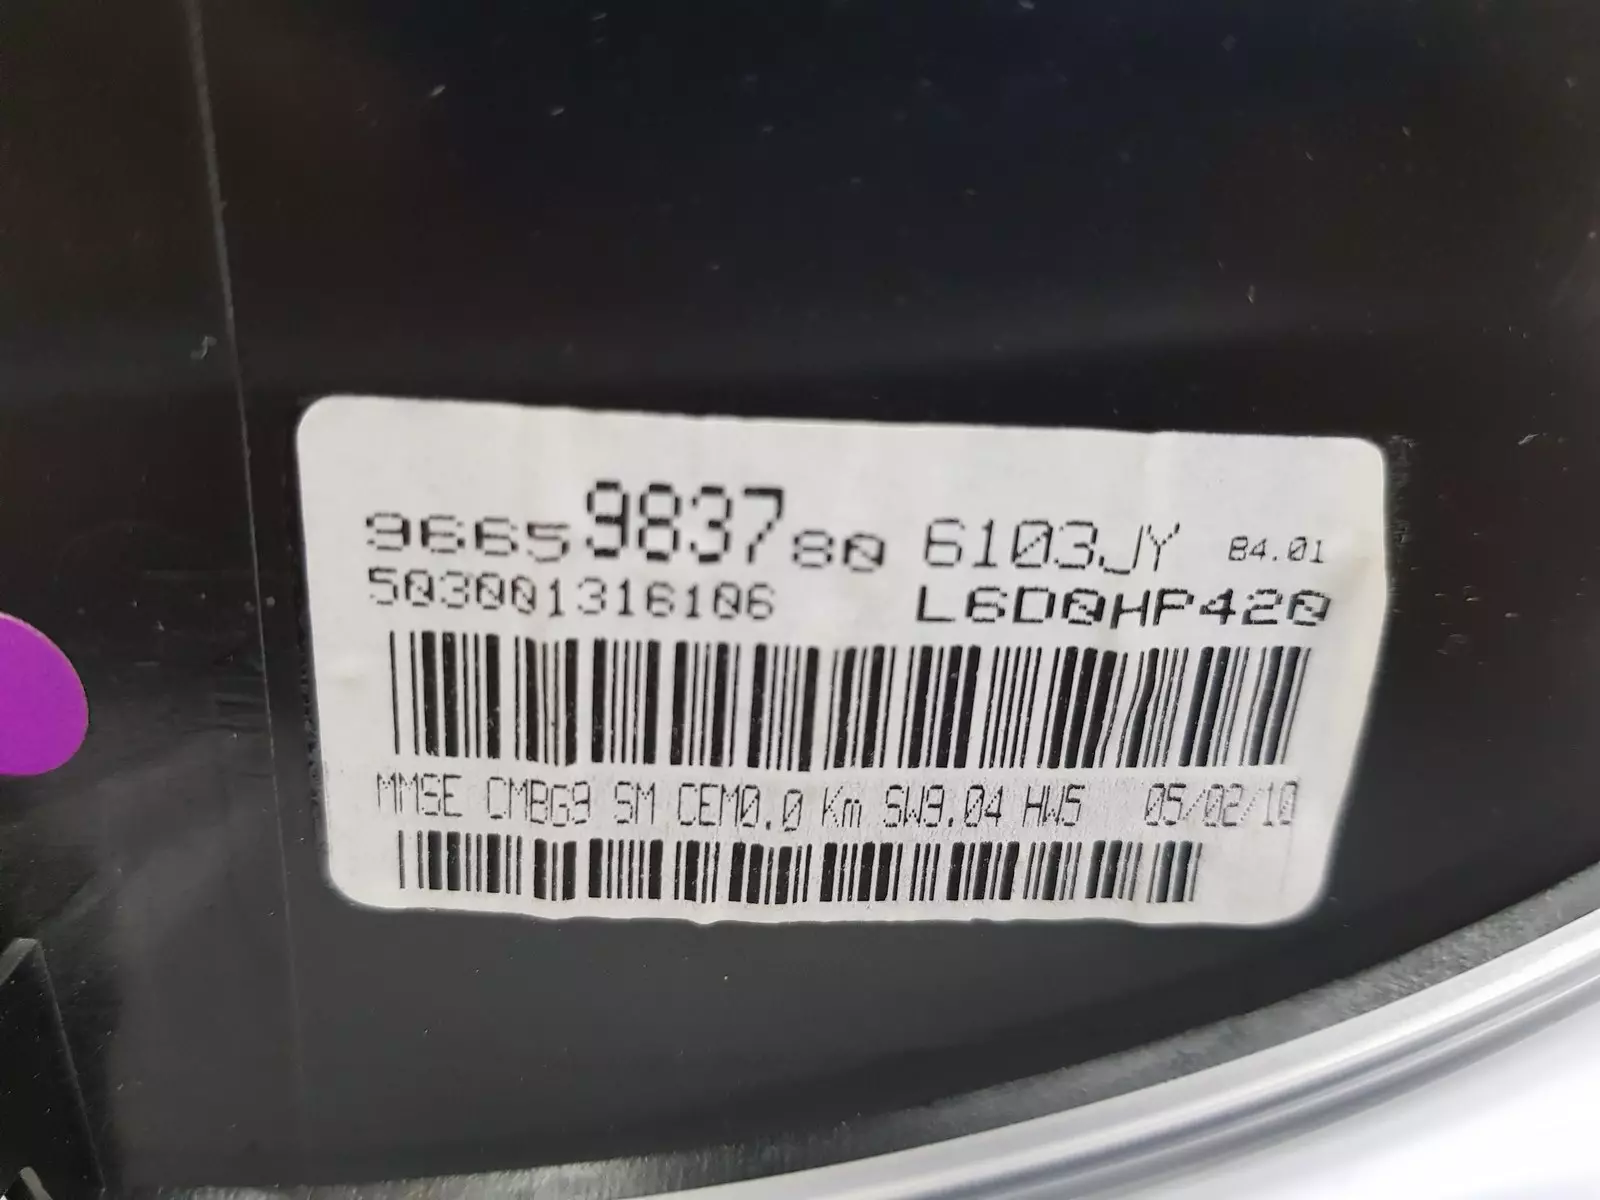 9665983780 6103JY 84.01
503001316106 L6D0HP420
MMSE CMBG9 SM CEM0.0 Km SW9.04 HW5 05/02/10